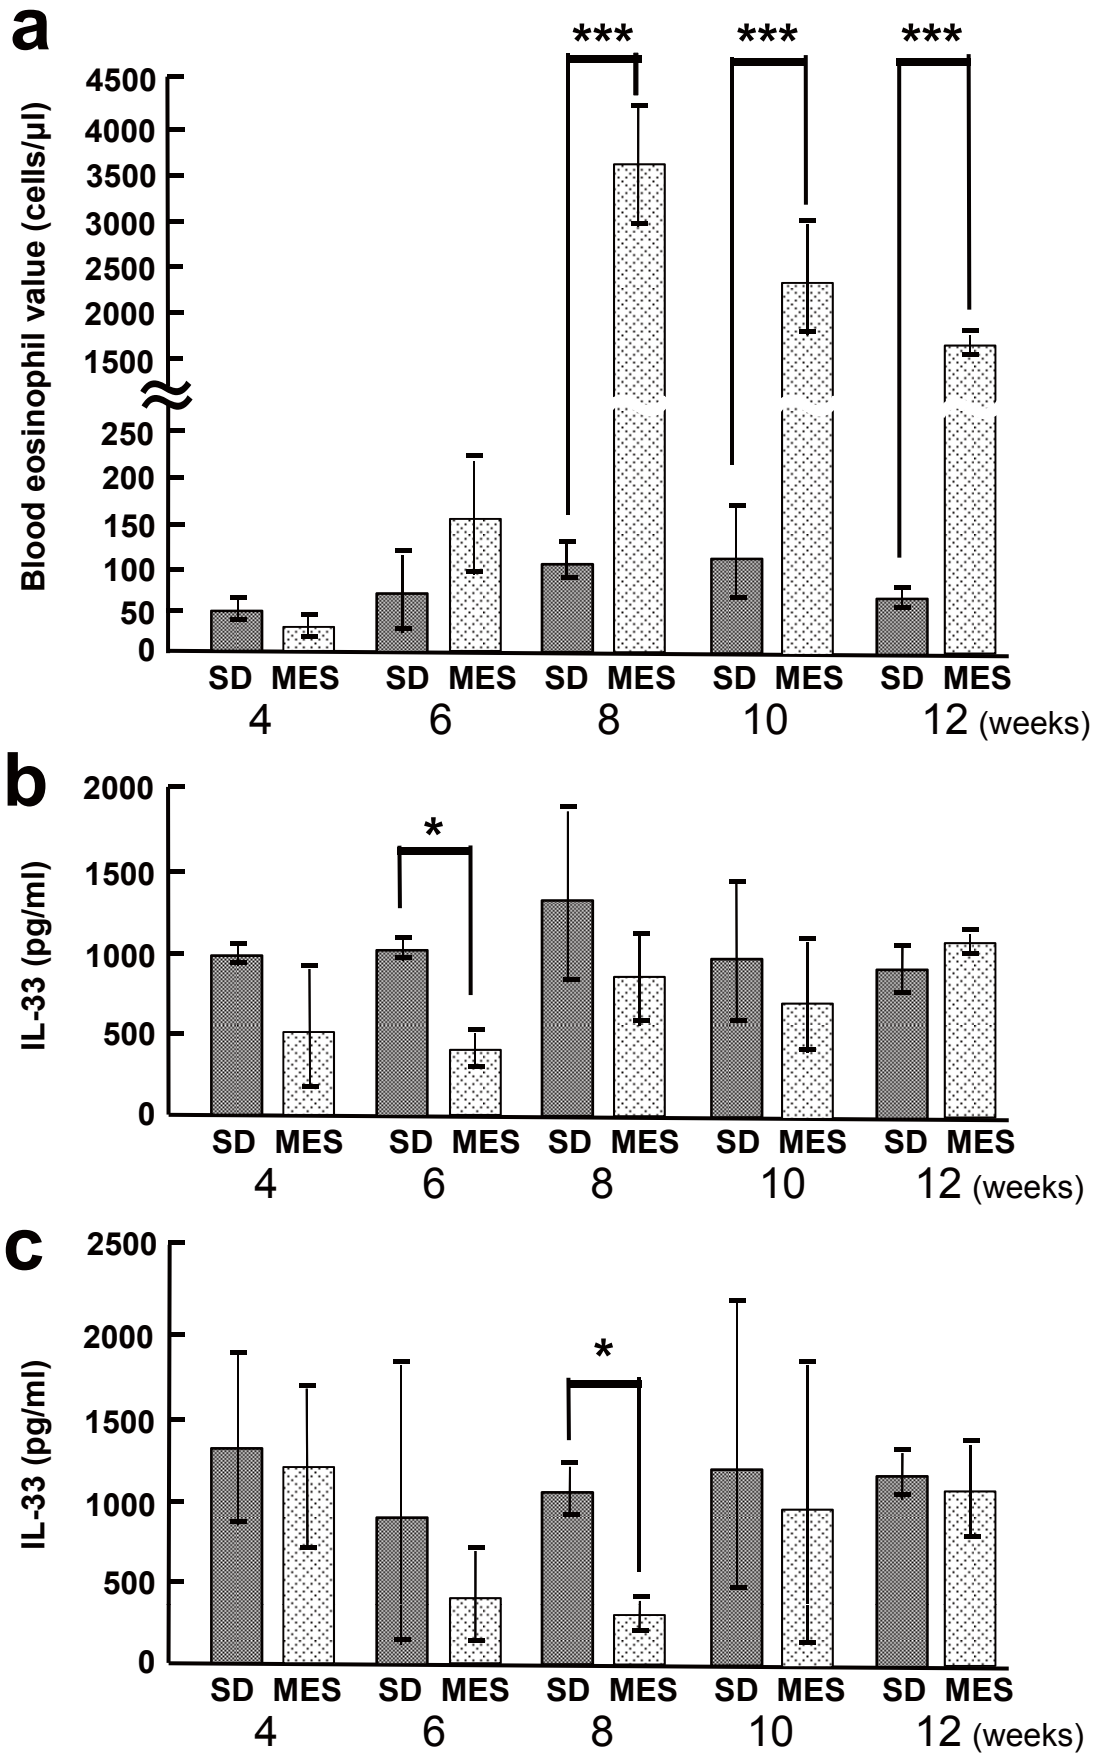 a
*** *** ***
Blood eosinophil value (cells/µl)
4500
4000
3500
3000
2500
2000
1500
250
200
150
100
50
0
SD MES SD MES SD MES SD MES SD MES
4 6 8 10 12 (weeks)
b
IL-33 (pg/ml)
2000
1500
1000
500
0
*
SD MES SD MES SD MES SD MES SD MES
4 6 8 10 12 (weeks)
c
IL-33 (pg/ml)
2500
2000
1500
1000
500
0
*
SD MES SD MES SD MES SD MES SD MES
4 6 8 10 12 (weeks)